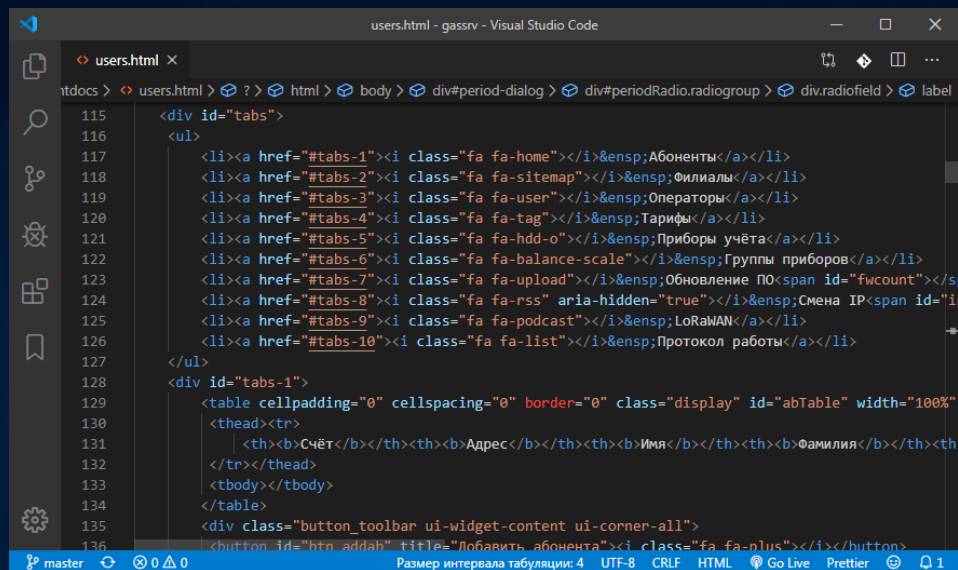 users.html - gassrv - Visual Studio Code
users.html
htdocs > users.html > ? > html > body > div#period-dialog > div#periodRadio.radiogroup > div.radiofield > label
115 <div id="tabs">
116 <ul>
117 <li><a href="#tabs-1"><i class="fa fa-home"></i>&ensp;Абоненты</a></li>
118 <li><a href="#tabs-2"><i class="fa fa-sitemap"></i>&ensp;Филиалы</a></li>
119 <li><a href="#tabs-3"><i class="fa fa-user"></i>&ensp;Операторы</a></li>
120 <li><a href="#tabs-4"><i class="fa fa-tag"></i>&ensp;Тарифы</a></li>
121 <li><a href="#tabs-5"><i class="fa fa-hdd-o"></i>&ensp;Приборы учёта</a></li>
122 <li><a href="#tabs-6"><i class="fa fa-balance-scale"></i>&ensp;Группы приборов</a></li>
123 <li><a href="#tabs-7"><i class="fa fa-upload"></i>&ensp;Обновление ПО<span id="fwcount"></s
124 <li><a href="#tabs-8"><i class="fa fa-rss" aria-hidden="true"></i>&ensp;Смена IP<span id="i
125 <li><a href="#tabs-9"><i class="fa fa-podcast"></i>&ensp;LoRaWAN</a></li>
126 <li><a href="#tabs-10"><i class="fa fa-list"></i>&ensp;Протокол работы</a></li>
127 </ul>
128 <div id="tabs-1">
129 <table cellpadding="0" cellspacing="0" border="0" class="display" id="abTable" width="100%"
130 <thead><tr>
131 <th><b>Счёт</b></th><th><b>Адрес</b></th><th><b>Имя</b></th><th><b>Фамилия</b></th><th
132 </tr></thead>
133 <tbody></tbody>
134 </table>
135 <div class="button_toolbar ui-widget-content ui-corner-all">
136 <button id="btn_addab" title="Добавить абонента"><i class="fa fa-plus"></i></button>
master 0 0 Размер интервала табуляции: 4 UTF-8 CRLF HTML Go Live Prettier 1